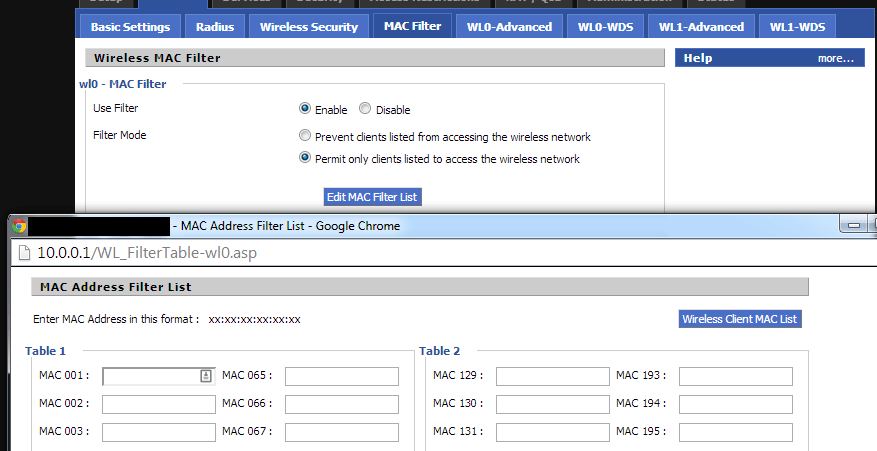 Basic Settings Radius Wireless Security MAC Filter WL0-Advanced WL0-WDS WL1-Advanced WL1-WDS
Wireless MAC Filter
Help more...
wl0 - MAC Filter
Use Filter Enable Disable
Filter Mode Prevent clients listed from accessing the wireless network
Permit only clients listed to access the wireless network
Edit MAC Filter List
- MAC Address Filter List - Google Chrome
10.0.0.1/WL_FilterTable-wl0.asp
MAC Address Filter List
Enter MAC Address in this format : xx:xx:xx:xx:xx:xx Wireless Client MAC List
Table 1 Table 2
MAC 001 : MAC 065 : MAC 129 : MAC 193 :
MAC 002 : MAC 066 : MAC 130 : MAC 194 :
MAC 003 : MAC 067 : MAC 131 : MAC 195 :